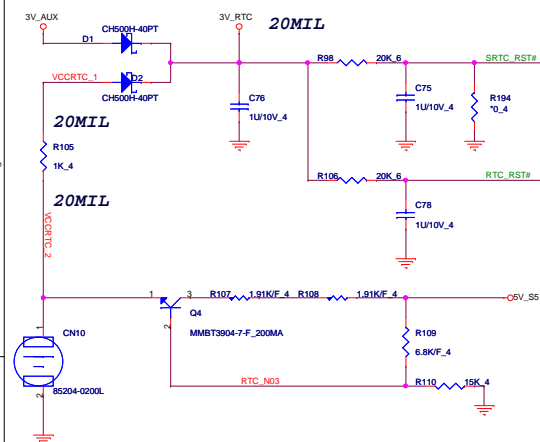 3V_AUX
3V_RTC
20MIL
D1
CH500H-40PT
R98
20K_6
SRTC_RST#
VCCRTC_1
D2
CH500H-40PT
C76
1U/10V_4
C75
1U/10V_4
R194
*0_4
20MIL
R105
1K_4
R106
20K_6
RTC_RST#
20MIL
C78
1U/10V_4
VCCRTC_2
1
3
R107
1.91K/F_4
R108
1.91K/F_4
5V_S5
Q4
MMBT3904-7-F_200MA
2
1
CN10
R109
6.8K/F_4
RTC_N03
R110
15K_4
85204-0200L
2